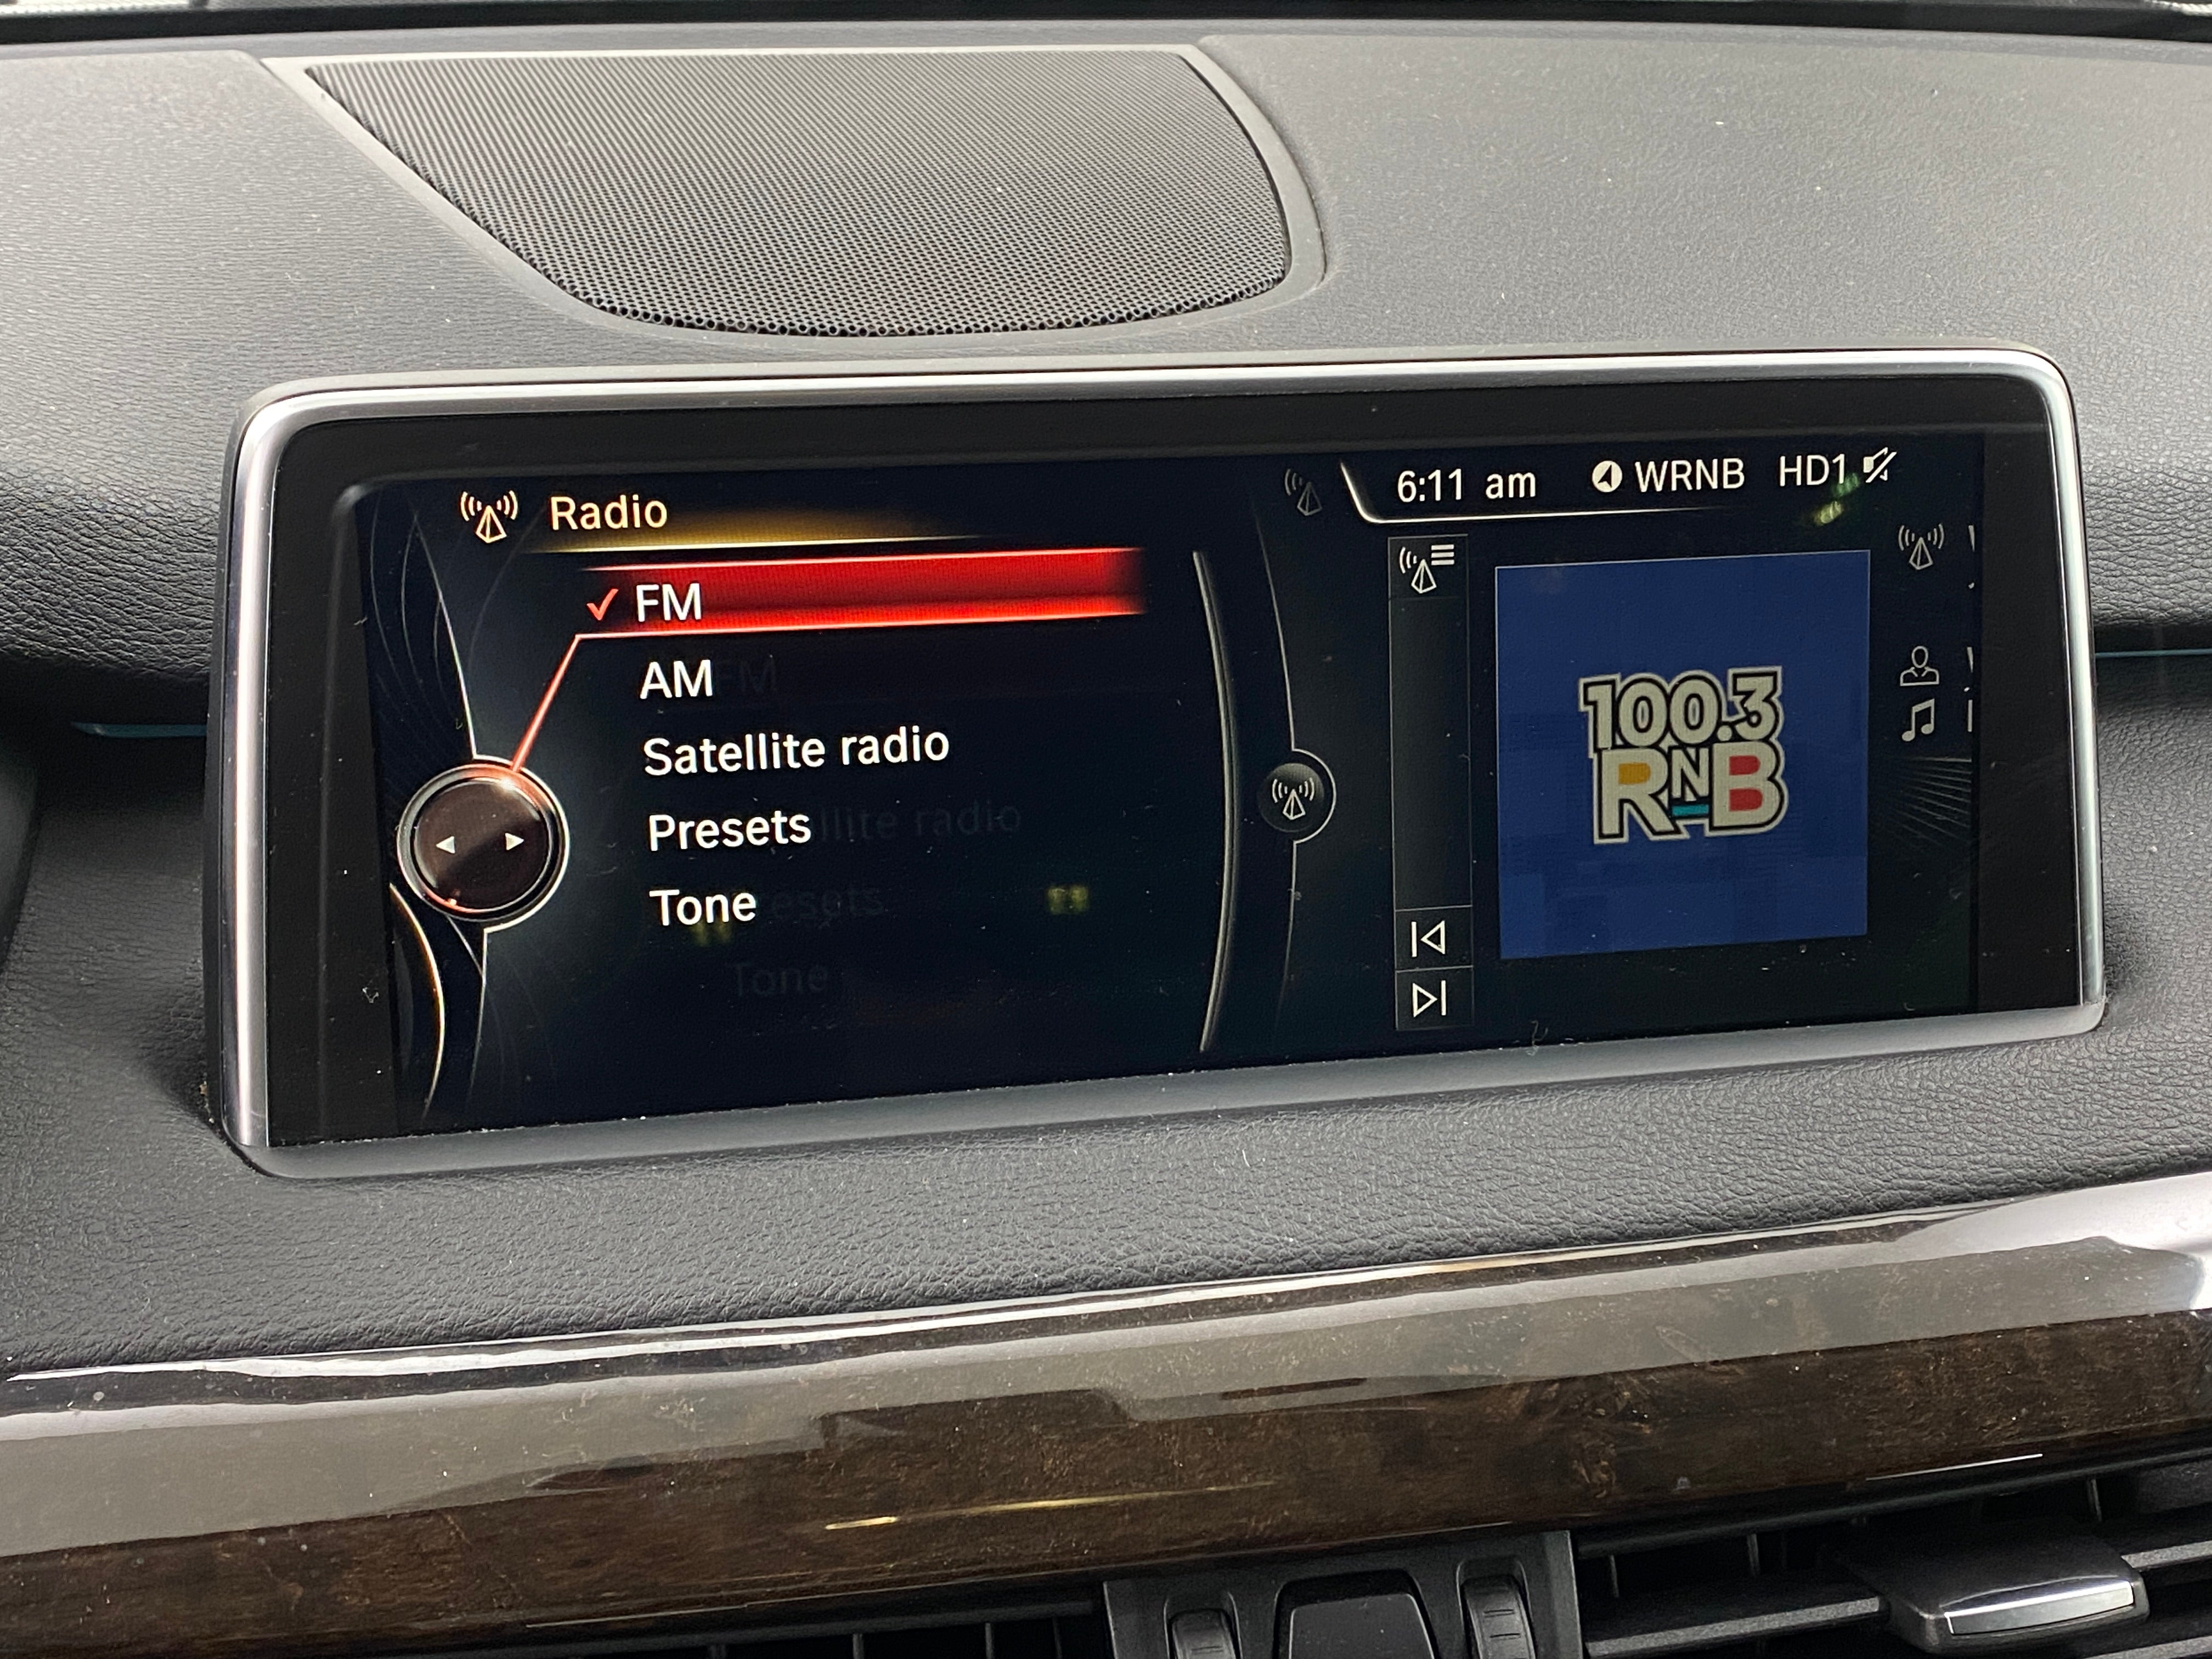 Radio
6:11 am WRNB HD1
FM
AM
Satellite radio
Presets
Tone
100.3
RNB